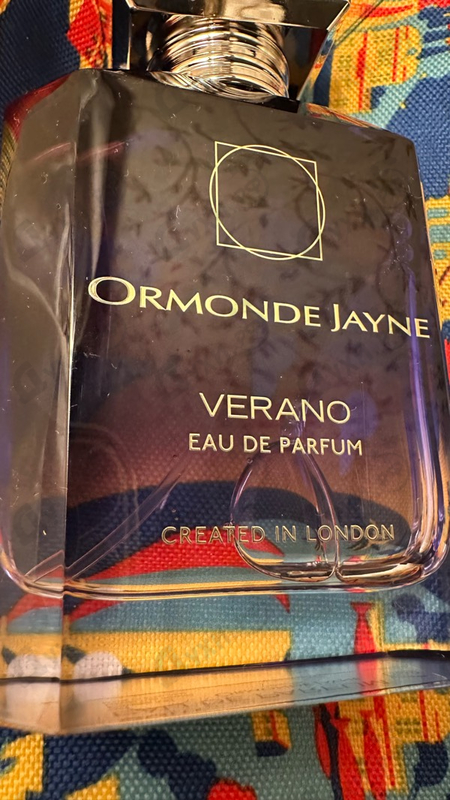 ORMONDE JAYNE
VERANO
EAU DE PARFUM
CREATED IN LONDON